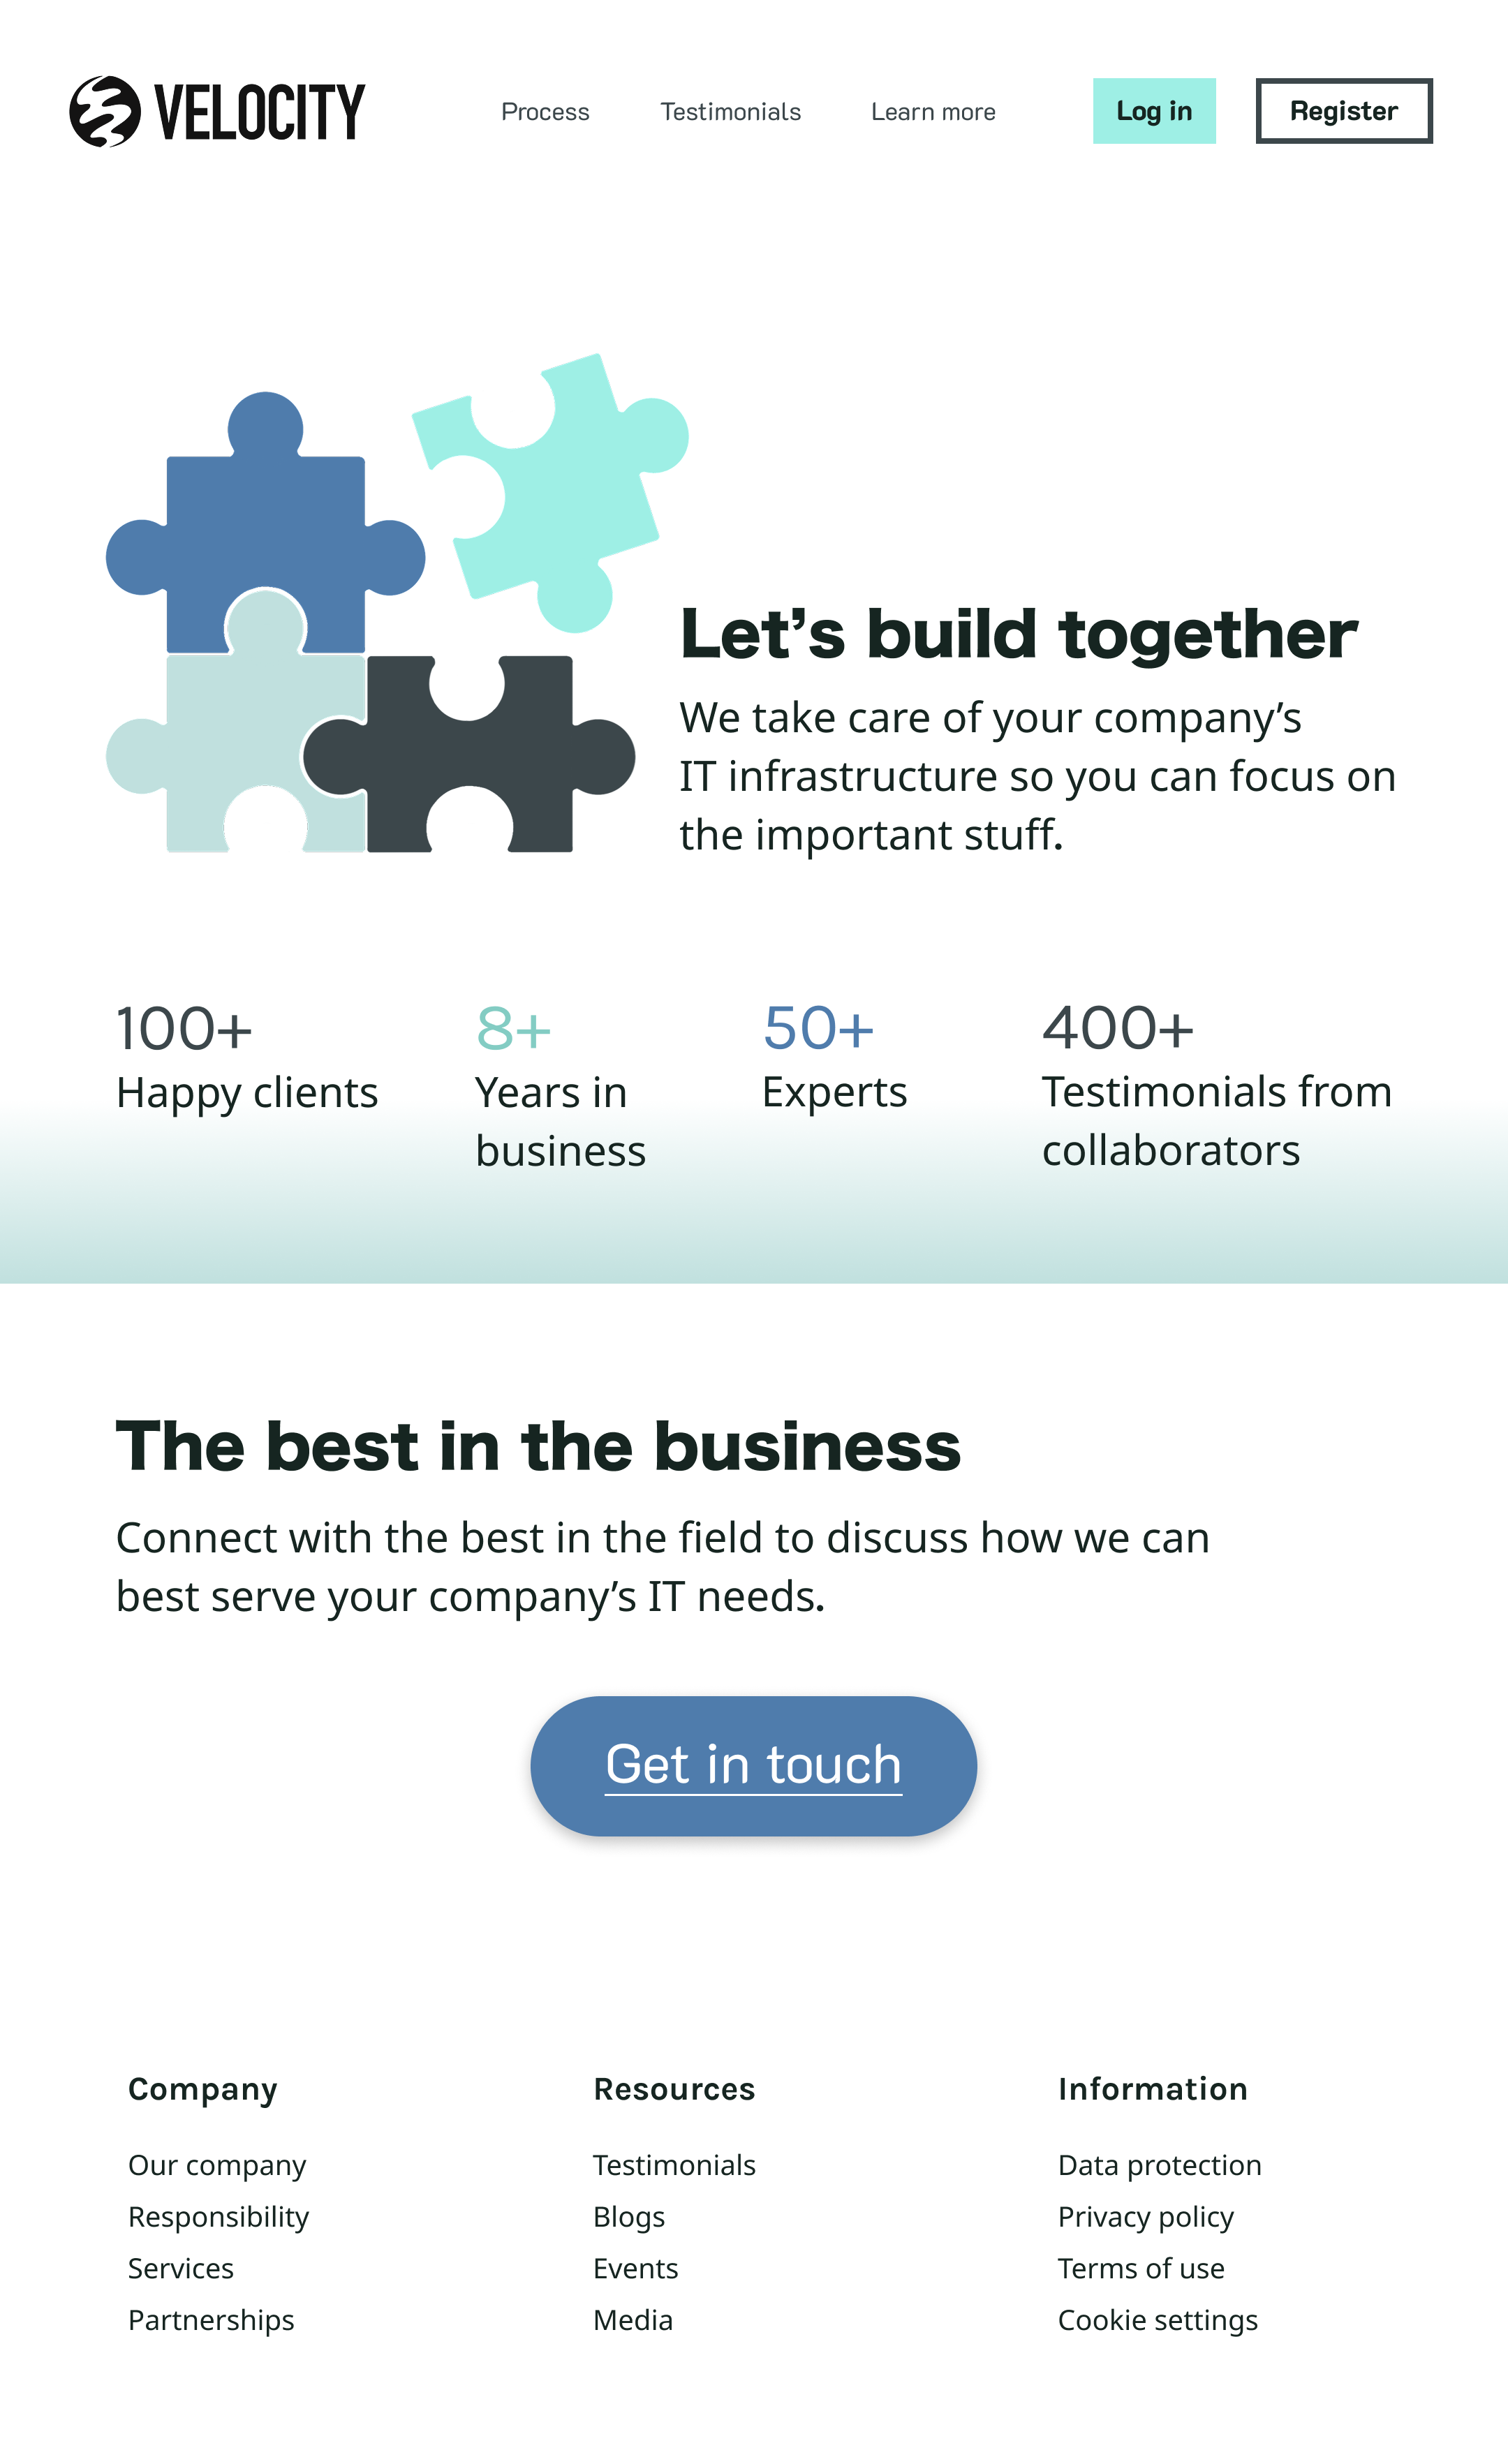 VELOCITY
Process
Testimonials
Learn more
Log in
Register
Let’s build together
We take care of your company’s
IT infrastructure so you can focus on
the important stuff.
100+
Happy clients
8+
Years in
business
50+
Experts
400+
Testimonials from
collaborators
The best in the business
Connect with the best in the field to discuss how we can
best serve your company’s IT needs.
Get in touch
Company
Our company
Responsibility
Services
Partnerships
Resources
Testimonials
Blogs
Events
Media
Information
Data protection
Privacy policy
Terms of use
Cookie settings